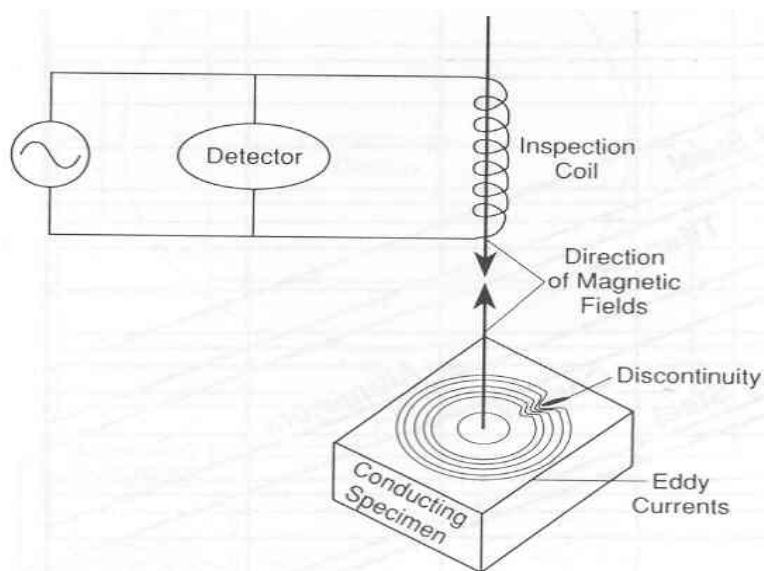 Detector
Inspection
Coil
Direction
of Magnetic
Fields
Discontinuity
Eddy
Currents
Conducting
Specimen